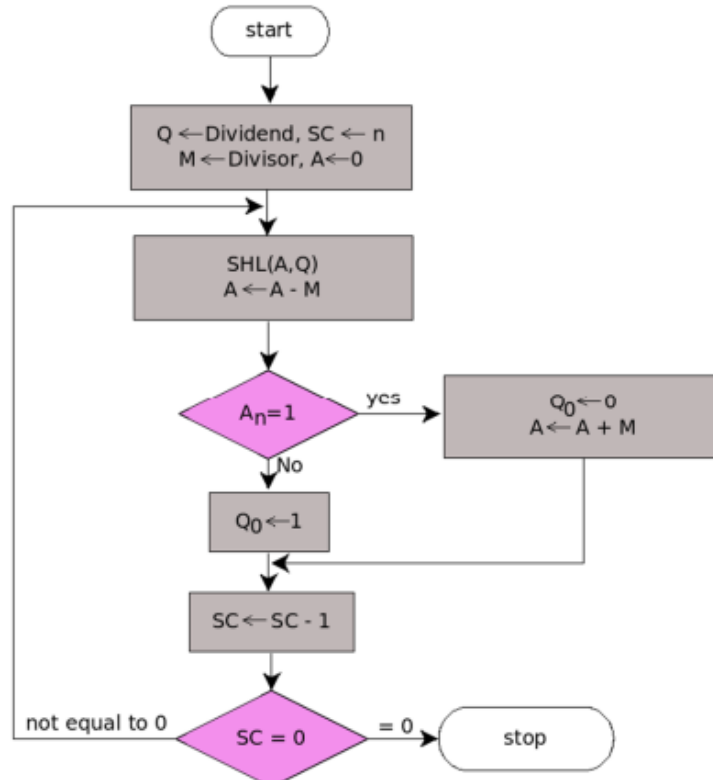 start
Q ←Dividend, SC ← n
M←Divisor, A←0
SHL(A,Q)
A ← A - M
Aₙ=1
yes
Q₀←0
A ← A + M
No
Q₀←1
SC← SC - 1
not equal to 0
SC = 0
= 0
stop